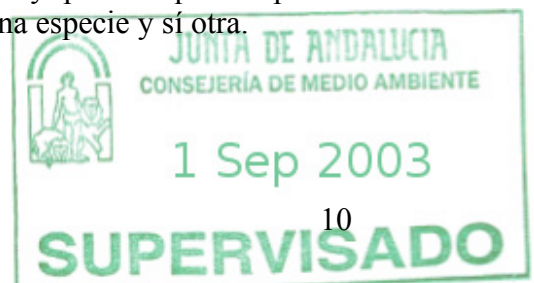 na especie y sí otra.
JUNTA DE ANDALUCIA
CONSEJERÍA DE MEDIO AMBIENTE
1 Sep 2003
10
SUPERVISADO